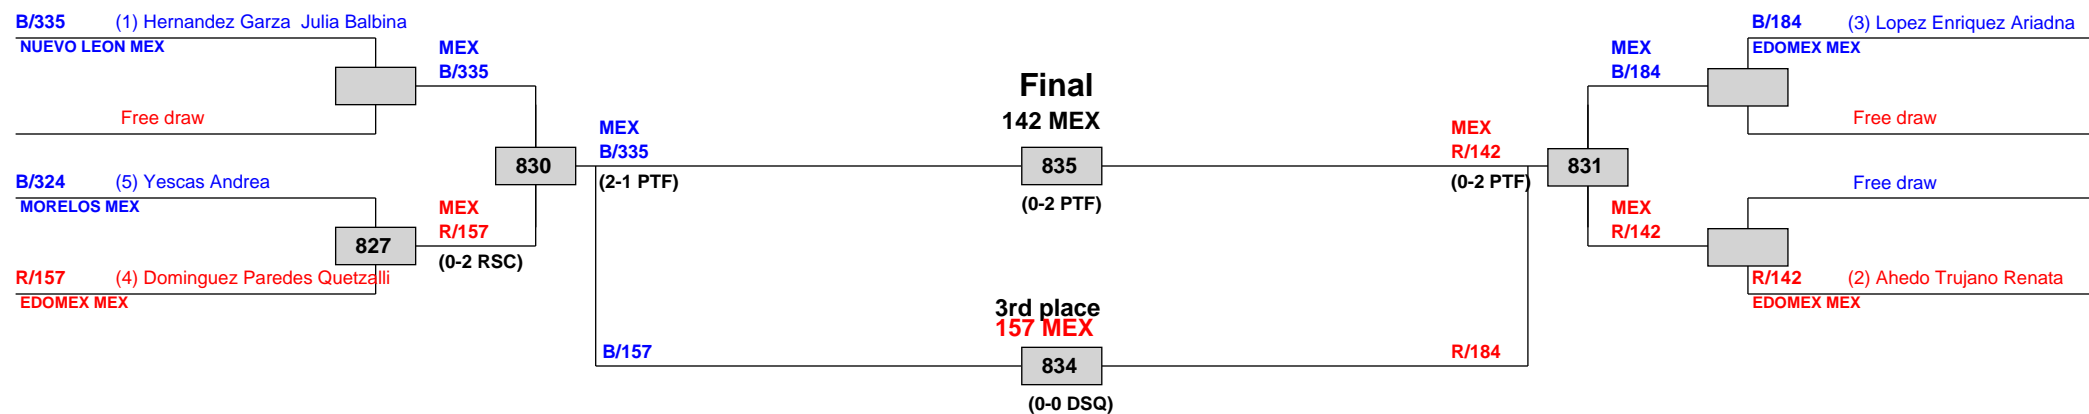 B/335 (1) Hernandez Garza  Julia Balbina
NUEVO LEON MEX
MEX
B/335
Free draw
B/324 (5) Yescas Andrea
MORELOS MEX
827
MEX
R/157
(0-2 RSC)
R/157 (4) Dominguez Paredes Quetzalli
EDOMEX MEX
830
MEX
B/335
(2-1 PTF)
Final
142 MEX
835
(0-2 PTF)
3rd place
157 MEX
B/157
834
R/184
(0-0 DSQ)
MEX
R/142
(0-2 PTF)
831
MEX
B/184
B/184 (3) Lopez Enriquez Ariadna
EDOMEX MEX
Free draw
Free draw
MEX
R/142
R/142 (2) Ahedo Trujano Renata
EDOMEX MEX